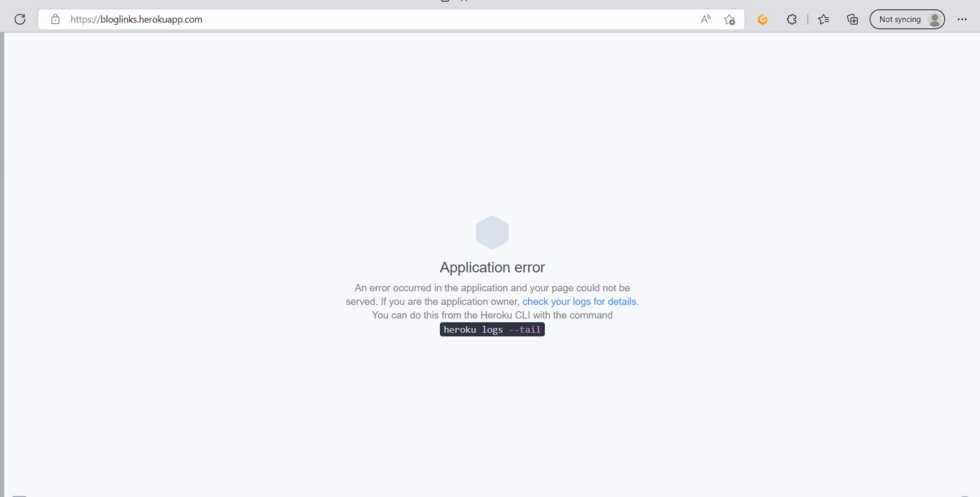 https://bloglinks.herokuapp.com
Not syncing
Application error
An error occurred in the application and your page could not be
served. If you are the application owner, check your logs for details.
You can do this from the Heroku CLI with the command
heroku logs --tail